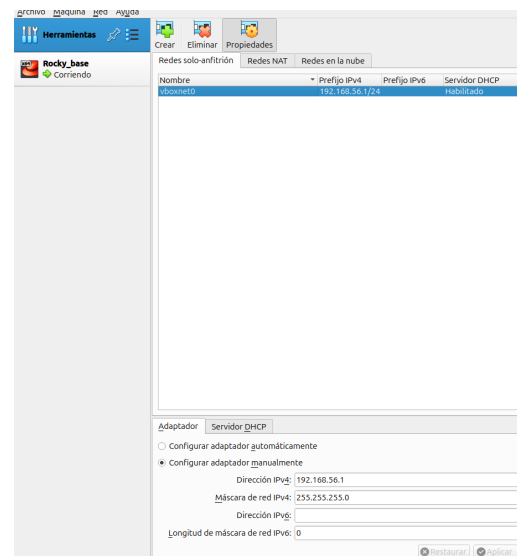 Archivo Maquina Red Ayuda
Herramientas
Crear Eliminar Propiedades
Rocky_base
Corriendo
Redes solo-anfitrión Redes NAT Redes en la nube
Nombre Prefijo IPv4 Prefijo IPv6 Servidor DHCP
vboxnet0 192.168.56.1/24 Habilitado
Adaptador Servidor DHCP
Configurar adaptador automáticamente
Configurar adaptador manualmente
Dirección IPv4: 192.168.56.1
Máscara de red IPv4: 255.255.255.0
Dirección IPv6:
Longitud de máscara de red IPv6: 0
Restaurar Aplicar